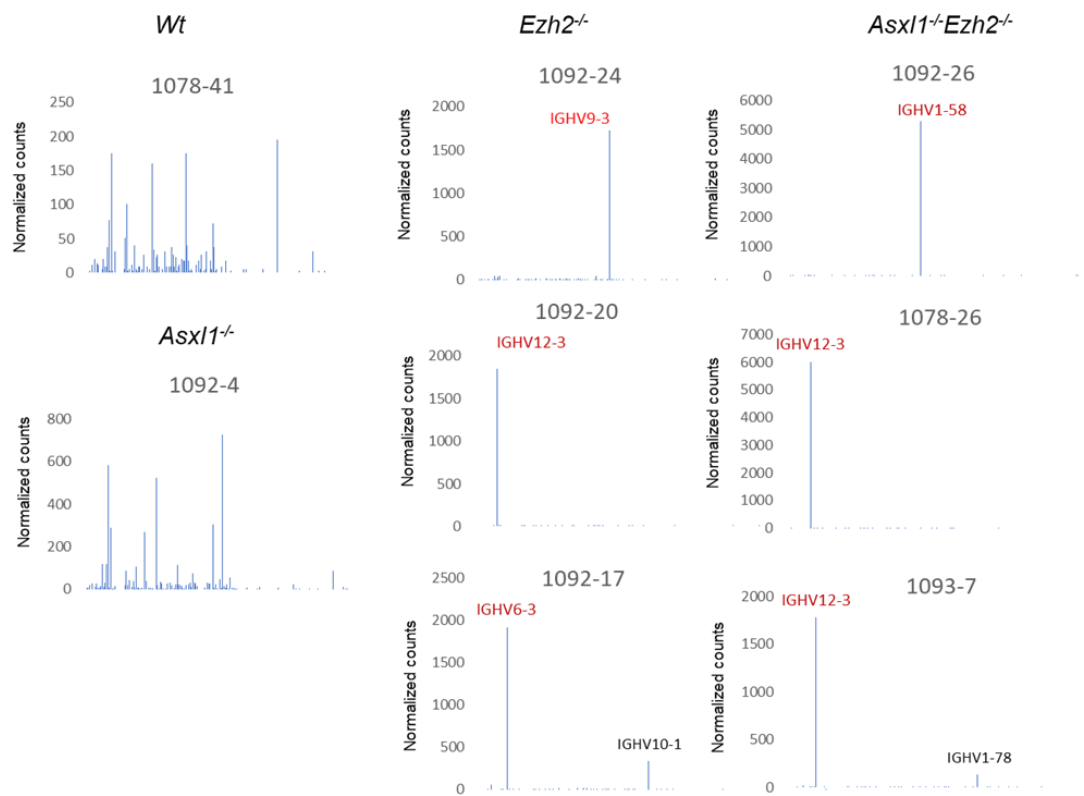 Wt
Ezh2-/-
Asxl1-/-Ezh2-/-
1078-41
Normalized counts
250
200
150
100
50
0
Asxl1-/-
1092-4
Normalized counts
800
600
400
200
0
1092-24
Normalized counts
2000
1500
1000
500
0
IGHV9-3
1092-20
Normalized counts
2000
1500
1000
500
0
IGHV12-3
1092-17
Normalized counts
2500
2000
1500
1000
500
0
IGHV6-3
IGHV10-1
1092-26
Normalized counts
6000
5000
4000
3000
2000
1000
0
IGHV1-58
1078-26
Normalized counts
7000
6000
5000
4000
3000
2000
1000
0
IGHV12-3
1093-7
Normalized counts
2000
1500
1000
500
0
IGHV12-3
IGHV1-78